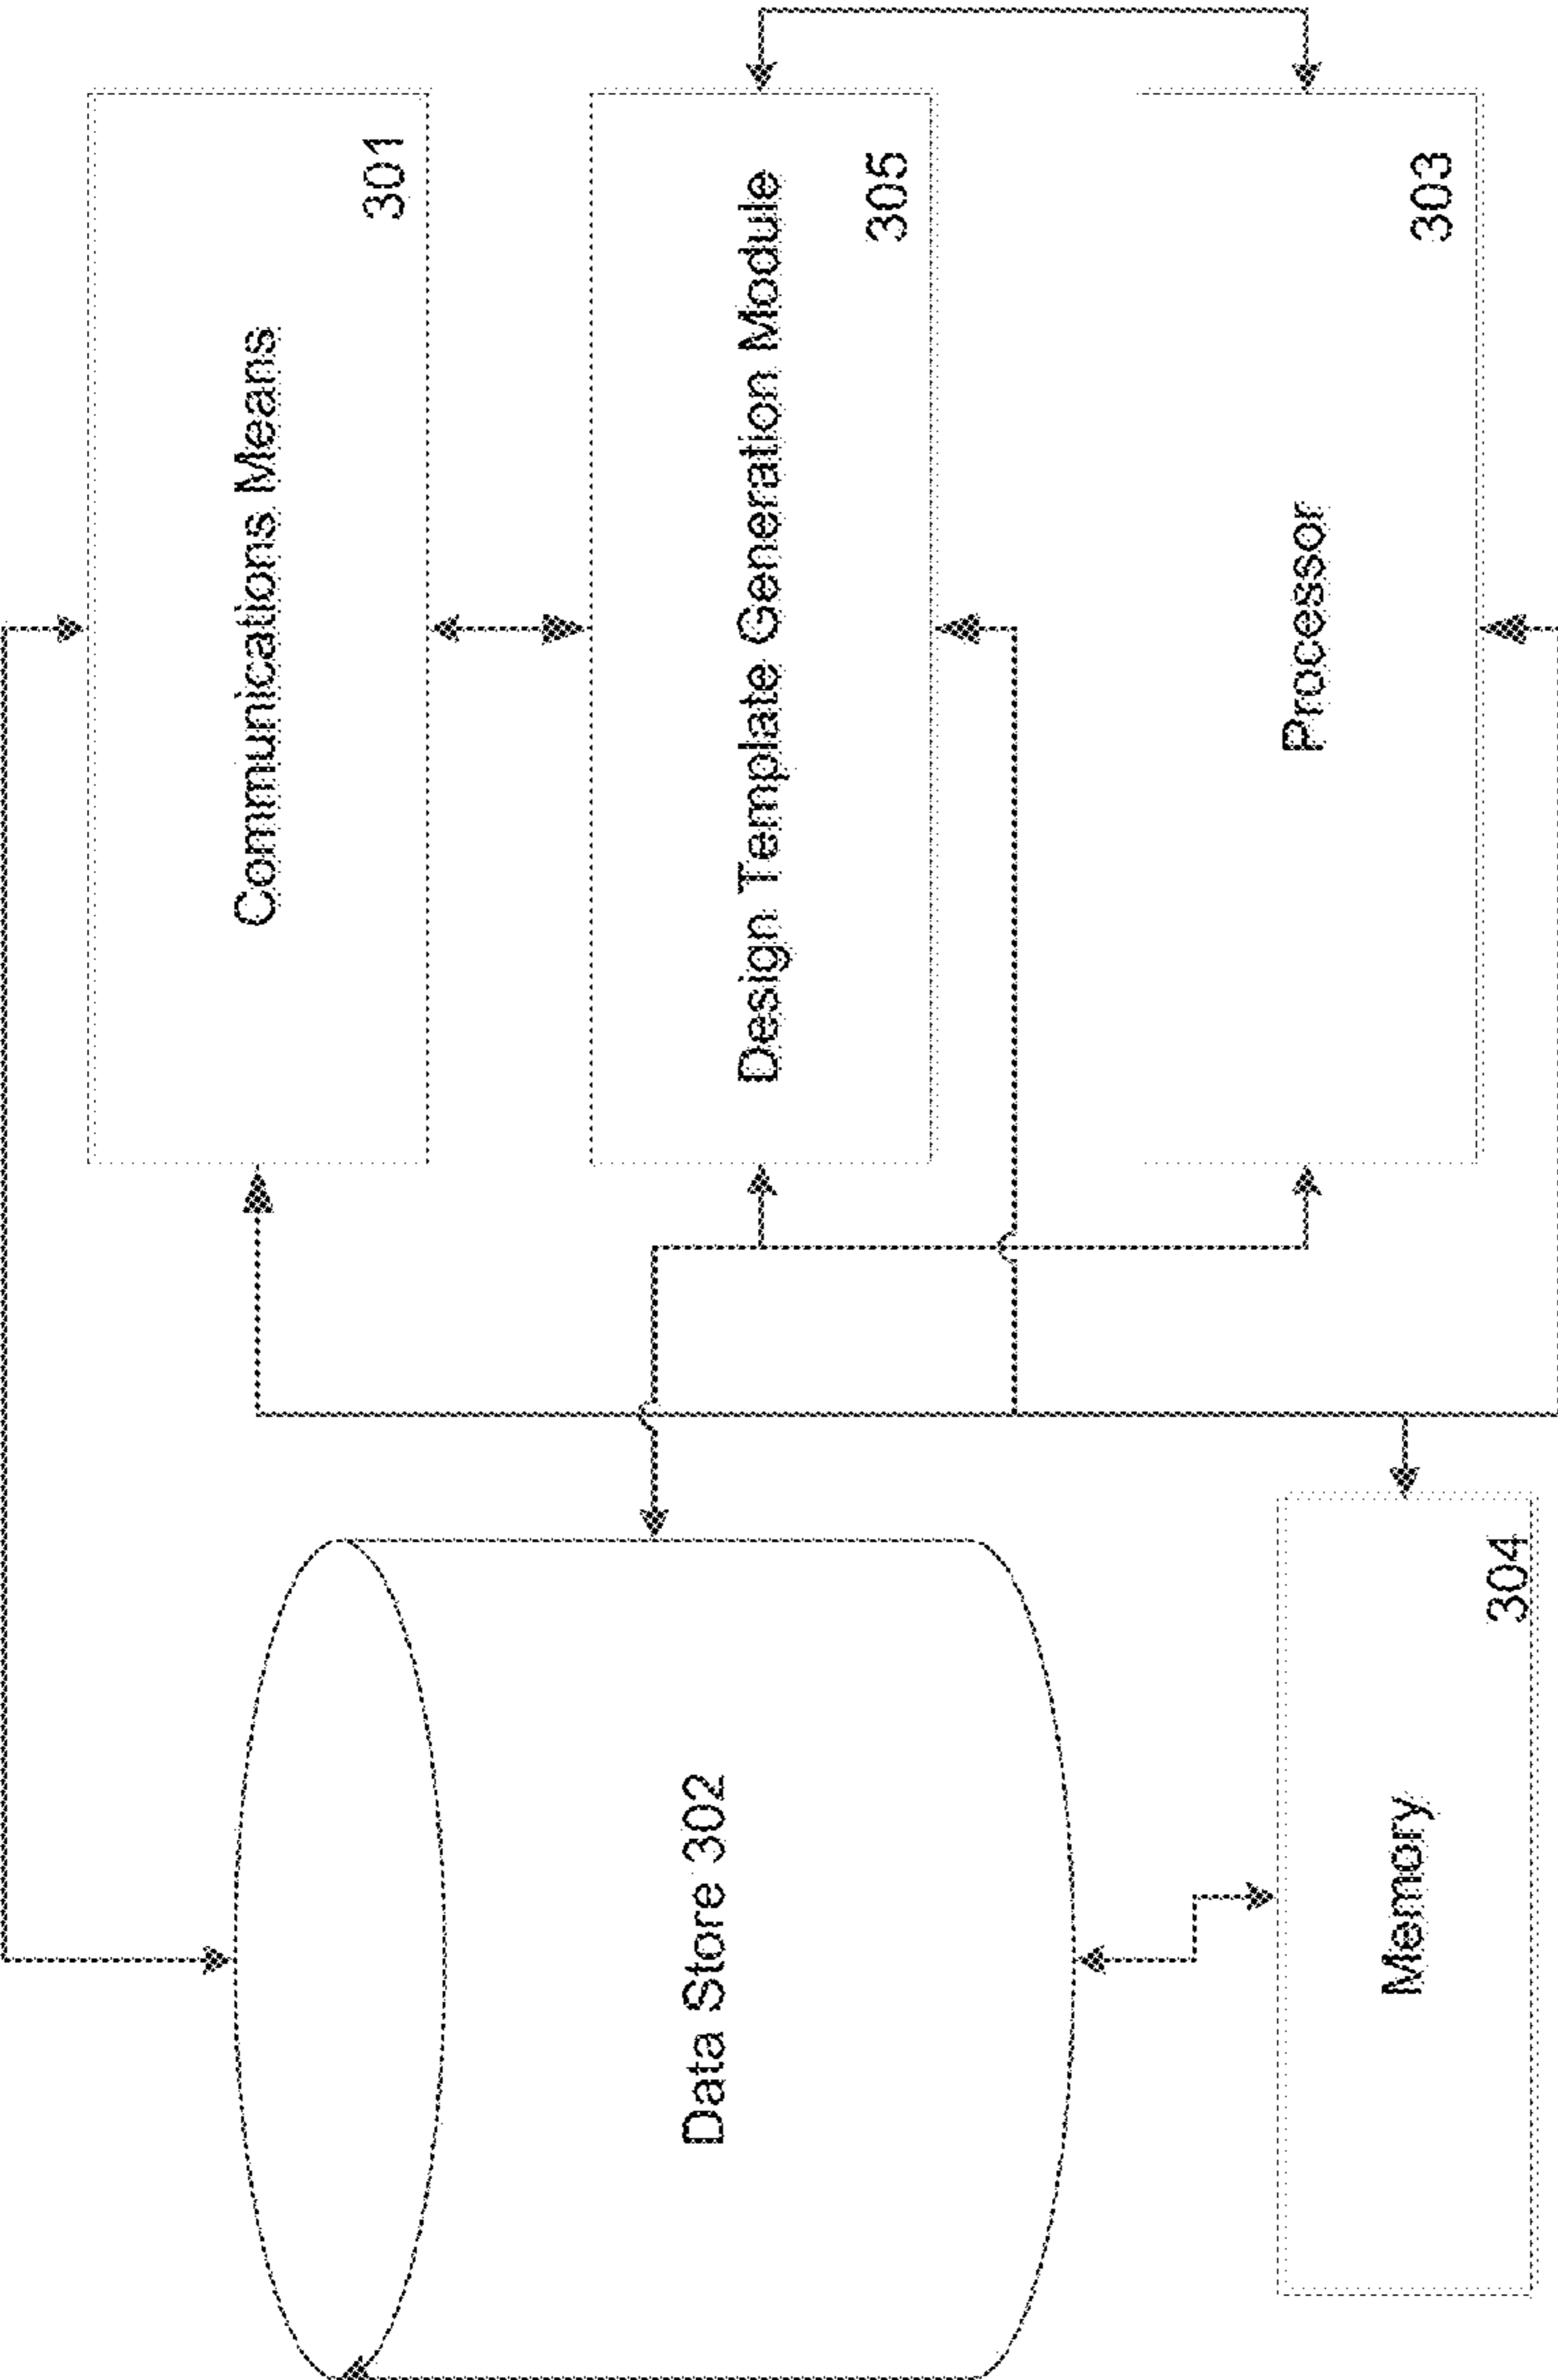 Communications Means
301
Design Template Generation Module
305
Processor
303
Data Store 302
Memory
304